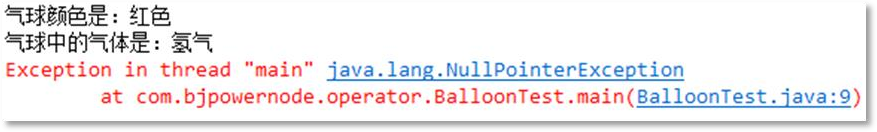 气球颜色是：红色
气球中的气体是：氢气
Exception in thread "main" java.lang.NullPointerException
at com.bjpowernode.operator.BalloonTest.main(BalloonTest.java:9)